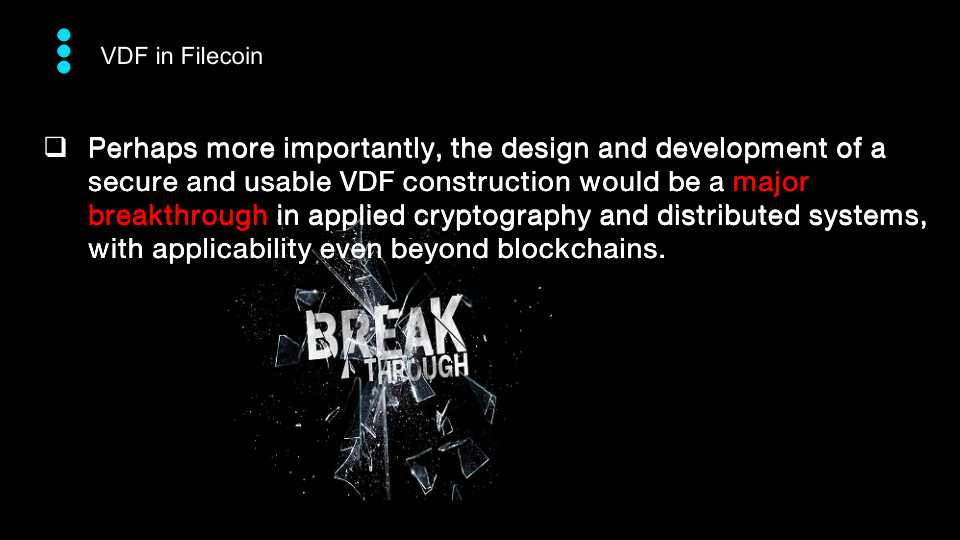 VDF in Filecoin
Perhaps more importantly, the design and development of a
secure and usable VDF construction would be a major
breakthrough in applied cryptography and distributed systems,
with applicability even beyond blockchains.
BREAK
THROUGH